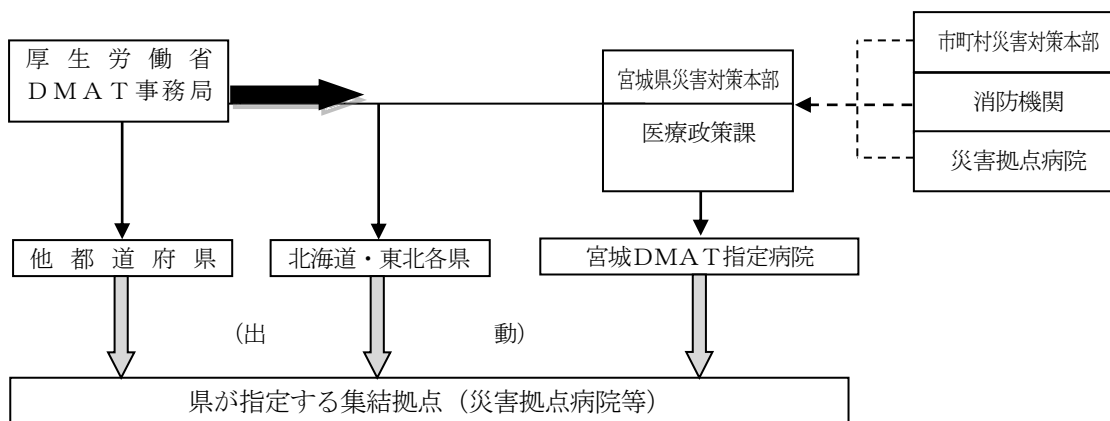 厚生労働省
DMAT事務局
宮城県災害対策本部
医療政策課
市町村災害対策本部
消防機関
災害拠点病院
他都道府県
北海道・東北各県
宮城DMAT指定病院
(出動)
県が指定する集結拠点(災害拠点病院等)